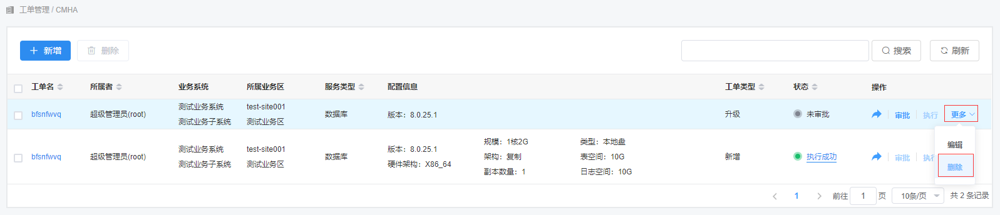 工单管理 / CMHA
新增 删除 搜索 刷新
工单名 所属者 业务系统 所属业务区 服务类型 配置信息 工单类型 状态 操作
bfsnfwvq 超级管理员(root) 测试业务系统 test-site001 数据库 版本：8.0.25.1 升级 未审批 审批 执行 更多
测试业务子系统 测试业务区
编辑
删除
bfsnfwvq 超级管理员(root) 测试业务系统 test-site001 数据库 版本：8.0.25.1 规模：1核2G 类型：本地盘 新增 执行成功 审批 执行
测试业务子系统 测试业务区 硬件架构：X86_64 架构：复制 表空间：10G
副本数量：1 日志空间：10G
1 前往 1 页 10条/页 共 2 条记录